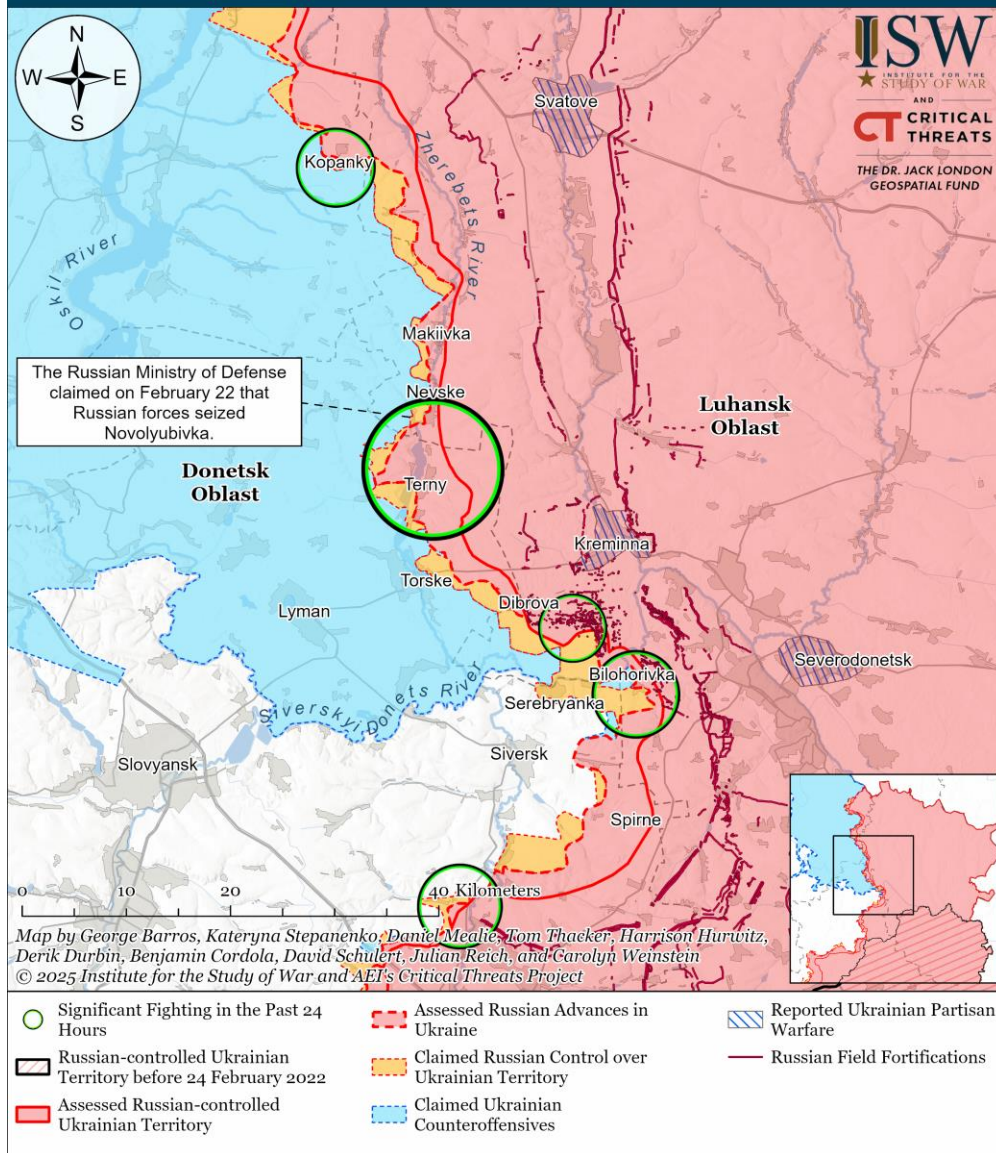 N
W
E
S
ISW
INSTITUTE FOR THE
STUDY OF WAR
AND
CT CRITICAL
THREATS
THE DR. JACK LONDON
GEOSPATIAL FUND
Svatove
Kopanky
Zherebets River
Oskil River
Makiivka
The Russian Ministry of Defense
claimed on February 22 that
Russian forces seized
Novolyubivka.
Nevske
Luhansk
Oblast
Donetsk
Oblast
Terny
Kreminna
Torske
Dibrova
Lyman
Severodonetsk
Bilohorivka
Serebryanka
Siverskyi Donets River
Siversk
Slovyansk
Spirne
0 10 20 40 Kilometers
Map by George Barros, Kateryna Stepanenko, Daniel Mealie, Tom Thacker, Harrison Hurwitz,
Derik Durbin, Benjamin Cordola, David Schulert, Julian Reich, and Carolyn Weinstein
© 2025 Institute for the Study of War and AEI's Critical Threats Project
Significant Fighting in the Past 24
Hours
Russian-controlled Ukrainian
Territory before 24 February 2022
Assessed Russian-controlled
Ukrainian Territory
Assessed Russian Advances in
Ukraine
Claimed Russian Control over
Ukrainian Territory
Claimed Ukrainian
Counteroffensives
Reported Ukrainian Partisan
Warfare
Russian Field Fortifications